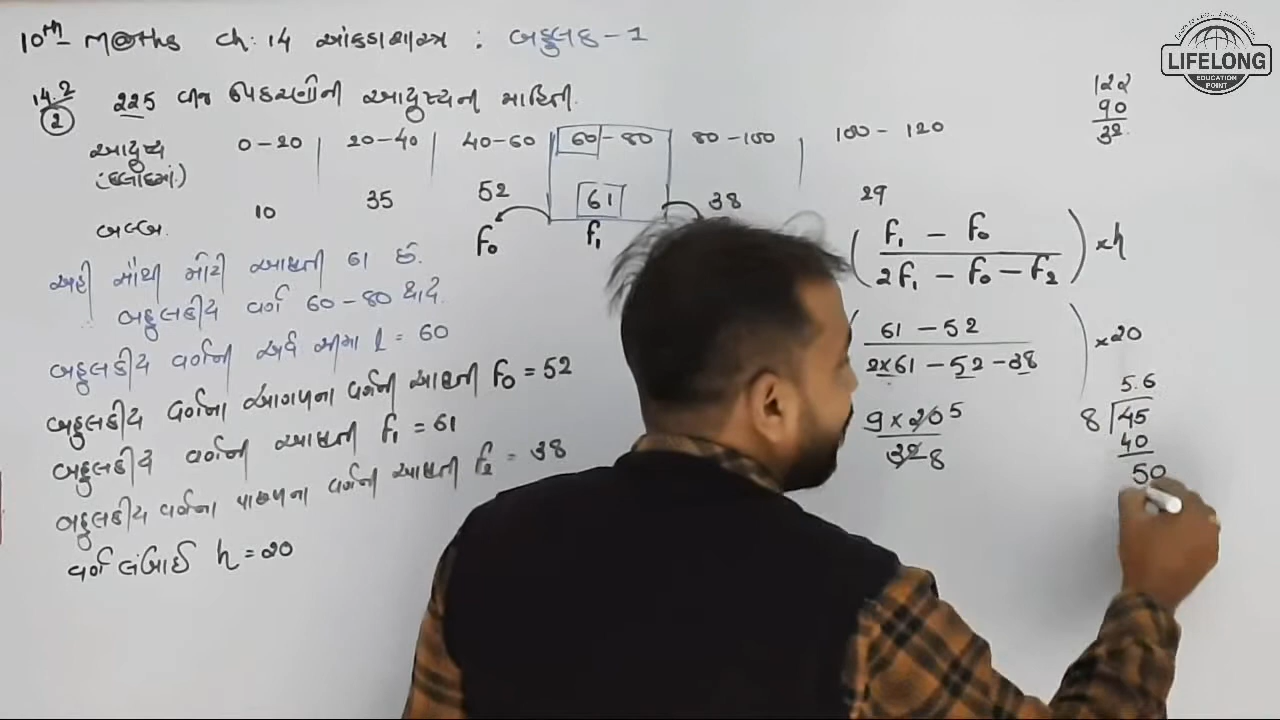 10th - Maths Ch: 14 આંકડાશાસ્ત્ર : બહુલક - 1
LIFELONG
EDUCATION
POINT
14.2
2
225 વીજ ઉપકરણોની આયુષ્યની માહિતી.
122
90
32
આયુષ્ય 0-20 20-40 40-60 60-80 80-100 100-120
(કલાકમાં)
બલ્બ 10 35 52 61 38 29
f₀ f₁
અહી સૌથી મોટી આવૃત્તી 61 છે.
બહુલકીય વર્ગ 60-80 થાય
બહુલકીય વર્ગની અધ સીમા l = 60
બહુલકીય વર્ગના આગળના વર્ગની આવૃત્તી f₀ = 52
બહુલકીય વર્ગની આવૃત્તી f₁ = 61
બહુલકીય વર્ગના પાછળના વર્ગની આવૃત્તી f₂ = 38
વર્ગ લંબાઈ h = 20
( f₁ - f₀
2f₁ - f₀ - f₂ ) × h
( 61 - 52
2×61 - 52 - 38 ) × 20
9 × 20 5
32 8
5.6
8 45
40
50